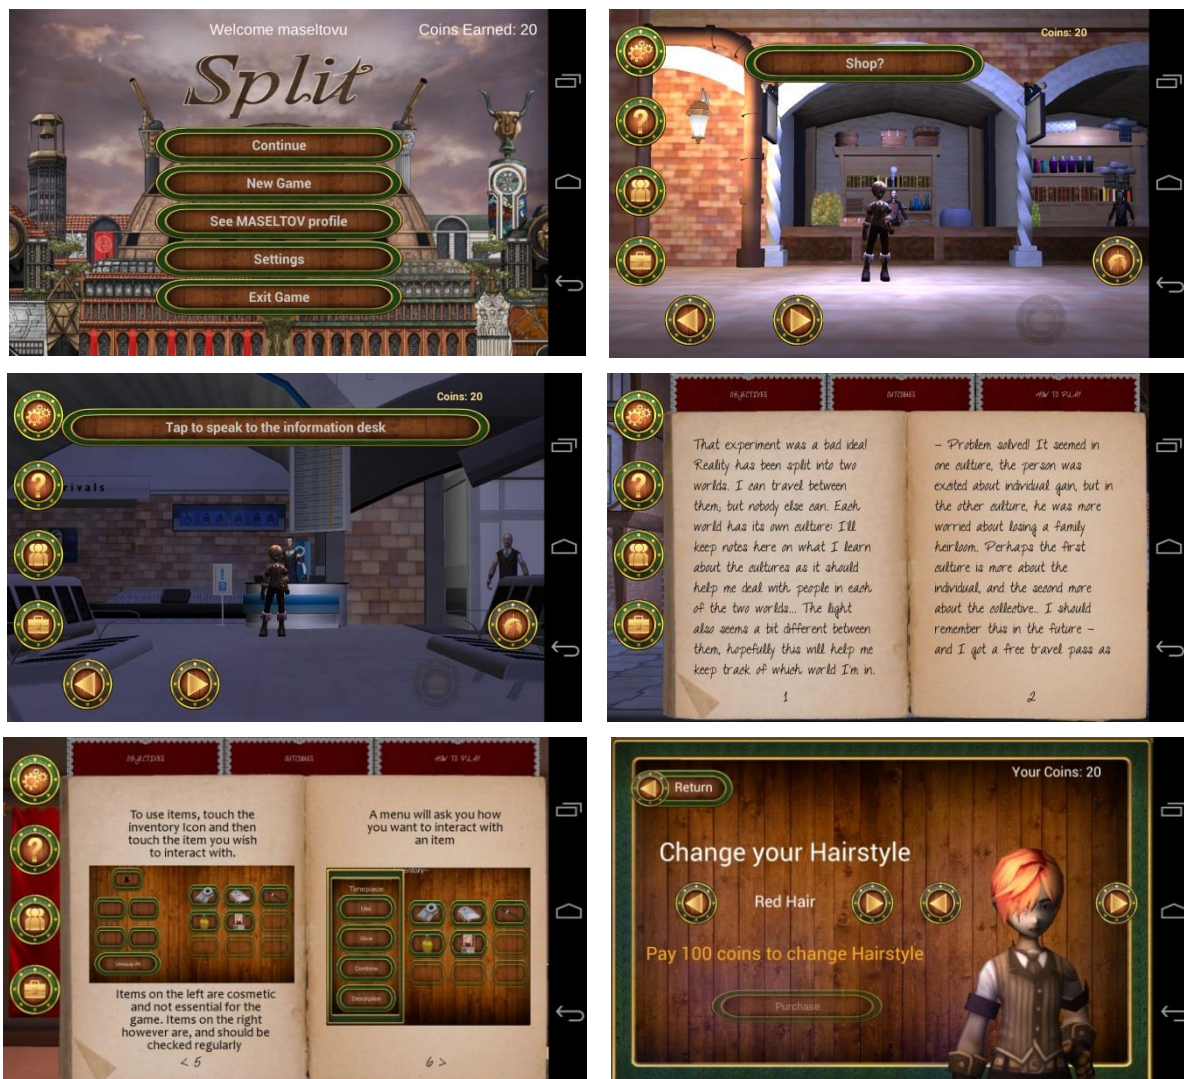 Welcome maseltovu
Coins Earned: 20
Split
Continue
New Game
See MASELTOV profile
Settings
Exit Game
Coins: 20
Shop?
Coins: 20
Tap to speak to the information desk
rivals
OBJECTIVES
OUTCOMES
HOW TO PLAY
That experiment was a bad idea!
Reality has been split into two
worlds. I can travel between
them, but nobody else can. Each
world has its own culture: I'll
keep notes here on what I learn
about the cultures as it should
help me deal with people in each
of the two worlds... The light
also seems a bit different between
them, hopefully this will help me
keep track of which world I'm in.
1
- Problem solved! It seemed in
one culture, the person was
excited about individual gain, but in
the other culture, he was more
worried about losing a family
heirloom. Perhaps the first
culture is more about the
individual, and the second more
about the collective.. I should
remember this in the future -
and I got a free travel pass as
2
OBJECTIVES
OUTCOMES
HOW TO PLAY
To use items, touch the
inventory Icon and then
touch the item you wish
to interact with.
Unequip All
Items on the left are cosmetic
and not essential for the
game. Items on the right
however are, and should be
checked regularly
< 5
A menu will ask you how
you want to interact with
an item
entory~
Timepiece
Use
Give
Combine
Description
6 >
Your Coins: 20
Return
Change your Hairstyle
Red Hair
Pay 100 coins to change Hairstyle
Purchase